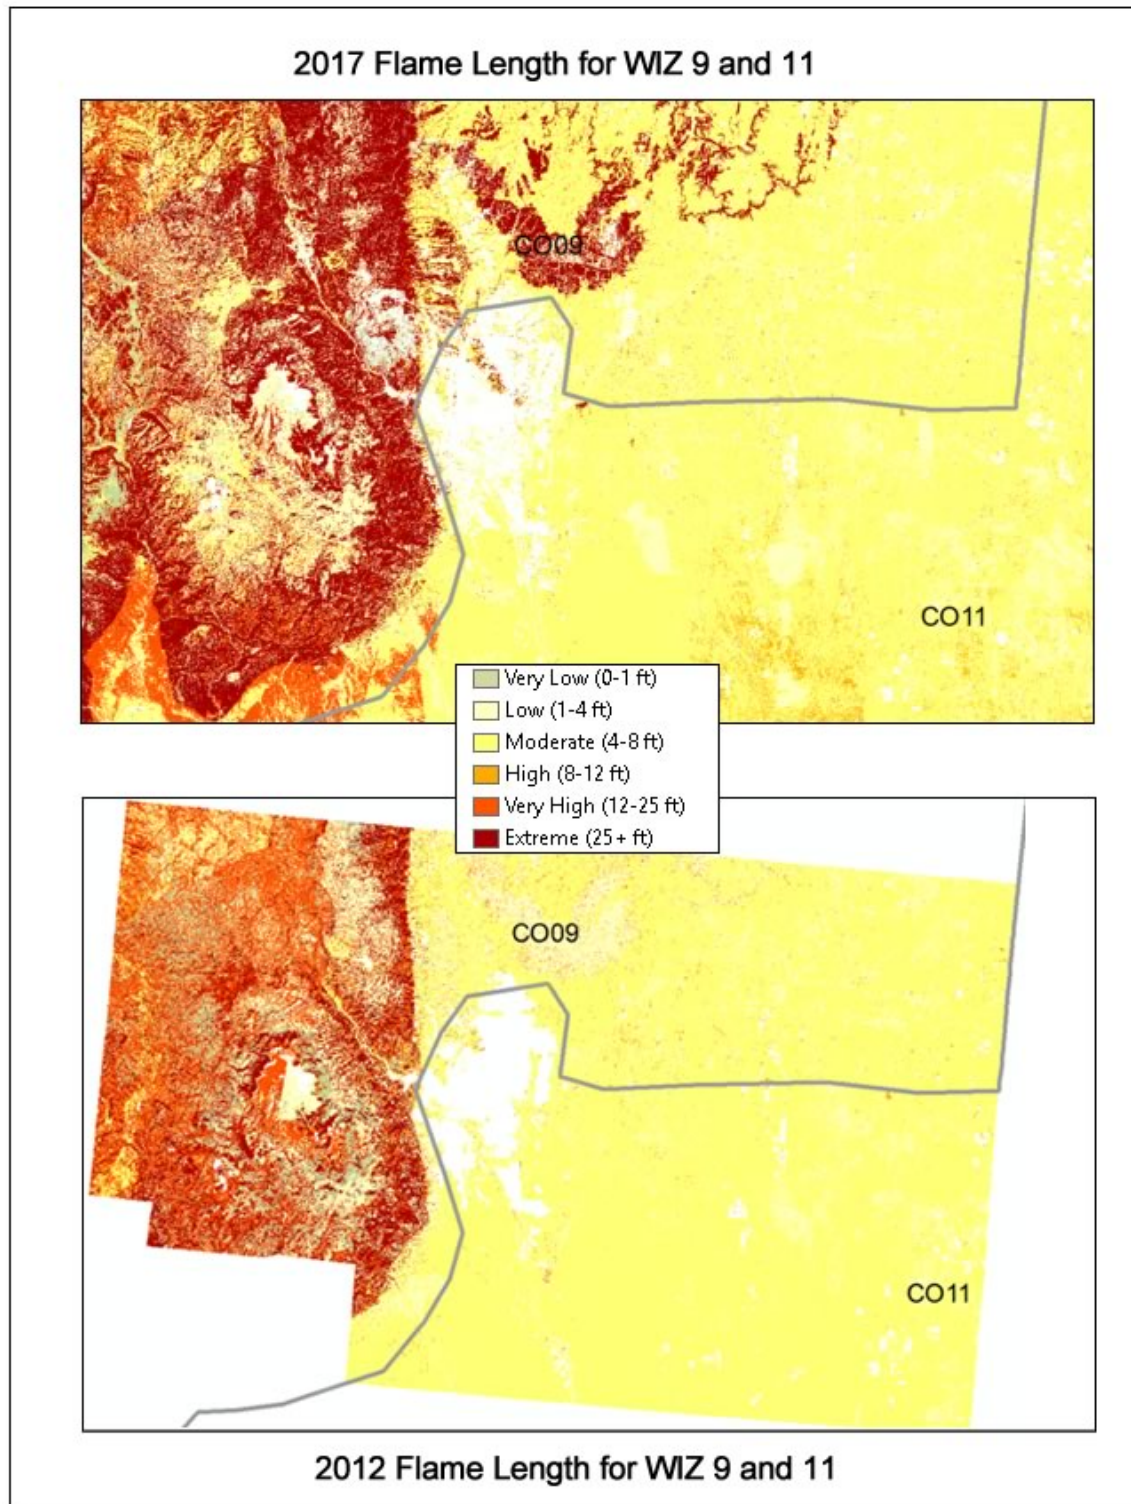 2017 Flame Length for WIZ 9 and 11
CO09
CO11
Very Low (0-1 ft)
Low (1-4 ft)
Moderate (4-8 ft)
High (8-12 ft)
Very High (12-25 ft)
Extreme (25+ ft)
CO09
CO11
2012 Flame Length for WIZ 9 and 11